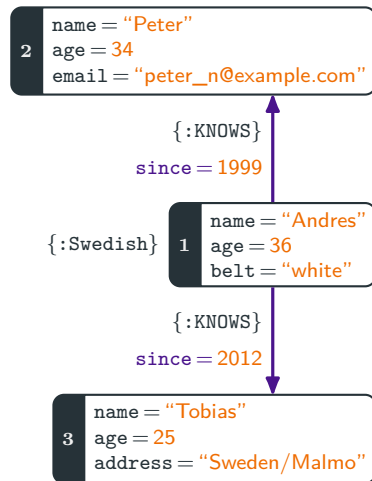 2
name = “Peter”
age = 34
email = “peter_n@example.com”
{:KNOWS}
since = 1999
{:Swedish}
1
name = “Andres”
age = 36
belt = “white”
{:KNOWS}
since = 2012
3
name = “Tobias”
age = 25
address = “Sweden/Malmo”